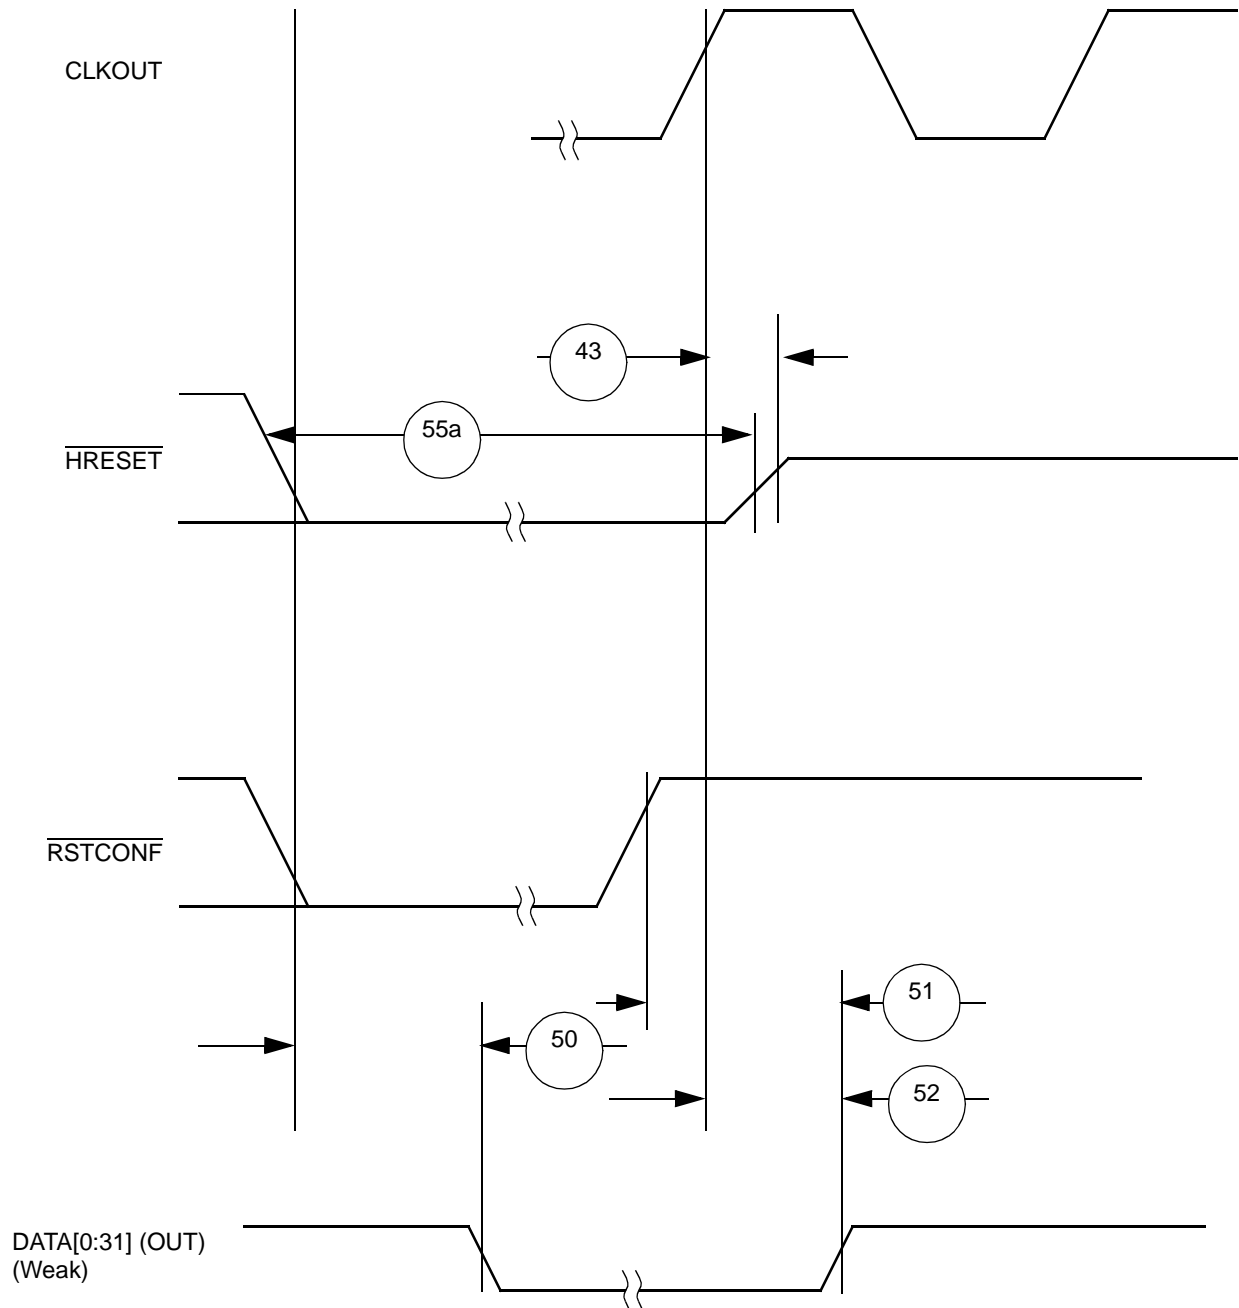 CLKOUT
43
55a
HRESET
RSTCONF
51
50
52
DATA[0:31] (OUT)
(Weak)